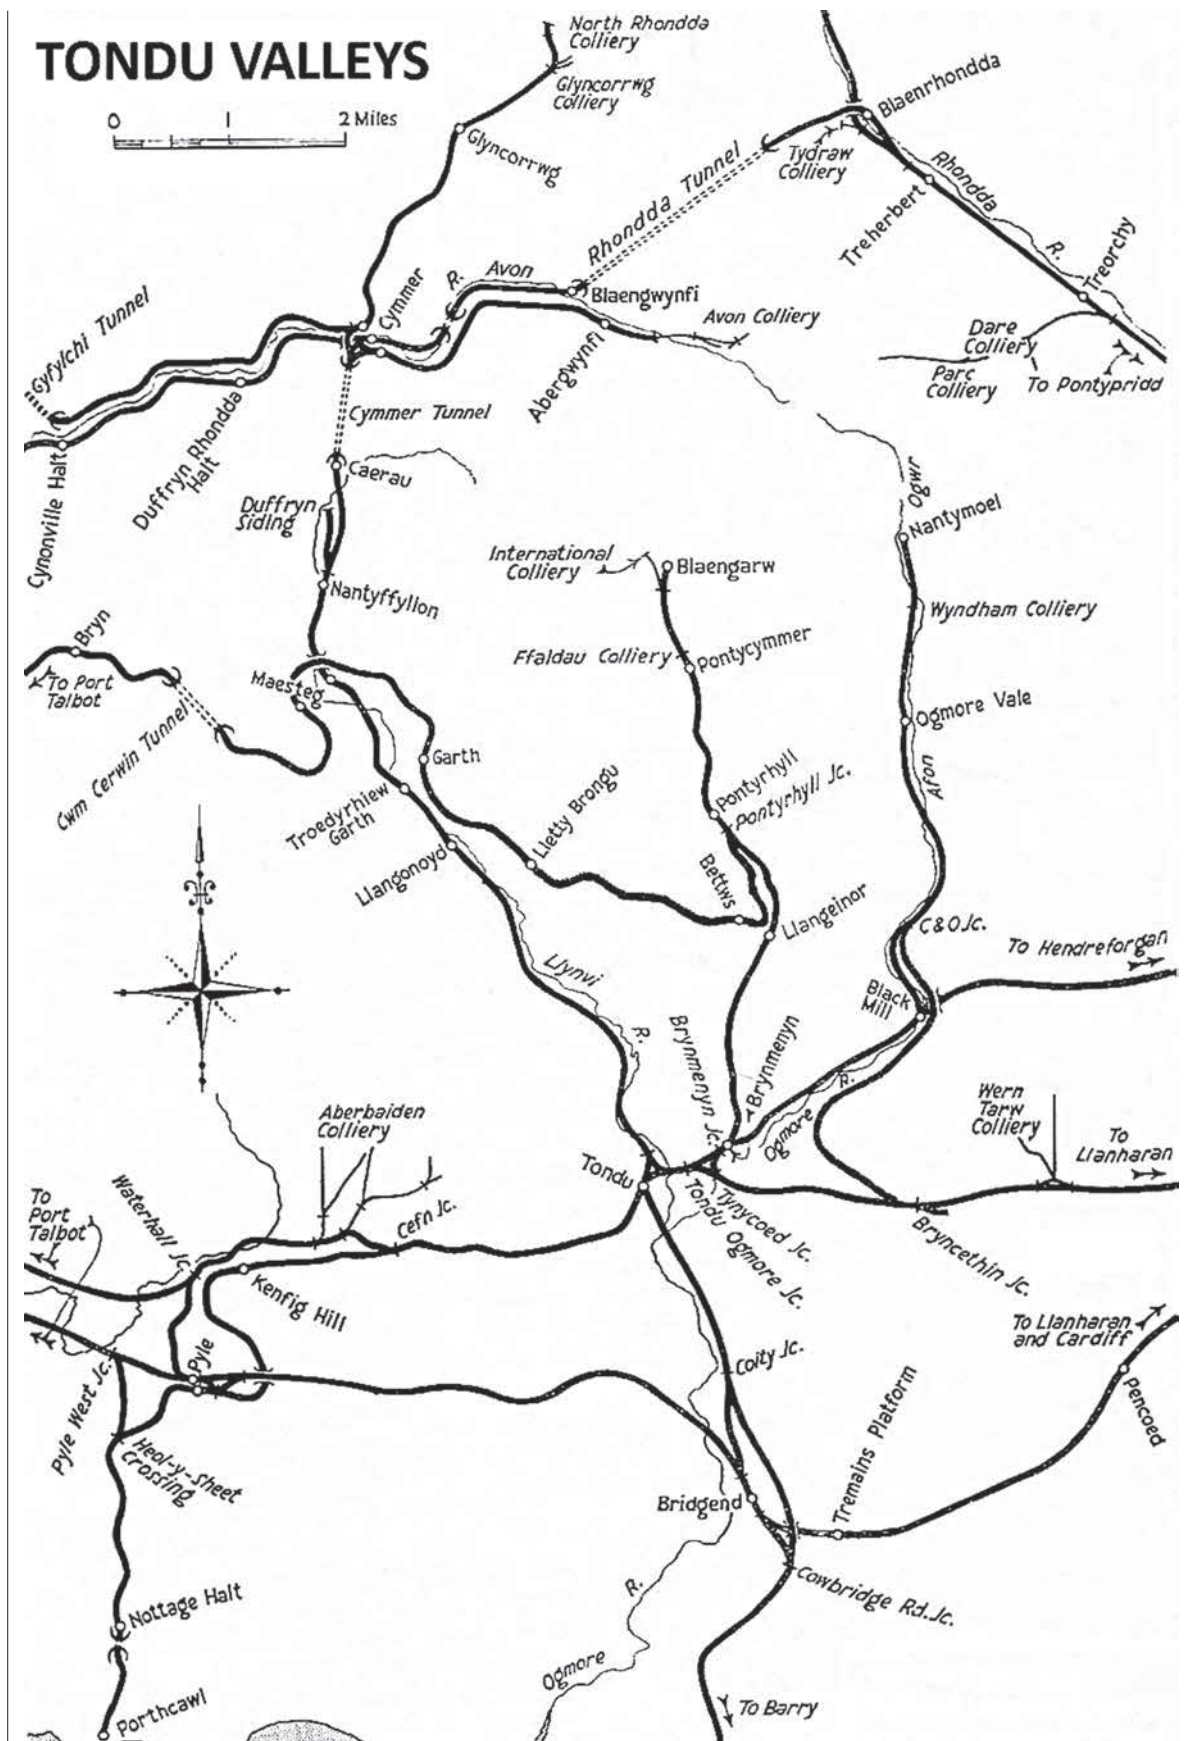 TONDU VALLEYS
0 1 2 Miles
North Rhondda
Colliery
Glyncorrwg
Colliery
Glyncorrwg
Blaenrhondda
Tydraw
Colliery
Rhondda
R.
Rhondda Tunnel
Treherbert
Treorchy
Dare
Colliery
Parc
Colliery
To Pontypridd
Gyfylchi Tunnel
Cymmer
R.
Avon
Blaengwynfi
Avon Colliery
Abergwynfi
Cymmer Tunnel
Duffryn Rhondda
Halt
Cynonville Halt
Caerau
Duffryn
Siding
Nantyffyllon
Ogwr
Nantymoel
International
Colliery
Blaengarw
Wyndham Colliery
Ffaldau Colliery
Pontycymmer
Bryn
To Port
Talbot
Maesteg
Cwm Cerwin Tunnel
Garth
Ogmore Vale
Afon
Pontyrhyll
Pontyrhyll Jc.
Troedyrhiew
Garth
Lletty Brongu
Llangonoyd
Bettws
Llangeinor
C&O Jc.
To Hendreforgan
Llynvi
R.
Black
Mill
Brynmenyn Jc.
Brynmenyn
Ogmore
R.
Wern
Tarw
Colliery
To
Llanharan
Aberbaiden
Colliery
Tondu
Tynycoed Jc.
Tondu Ogmore Jc.
Bryncethin Jc.
To
Port
Talbot
Waterhall Jc.
Cefn Jc.
Kenfig Hill
To Llanharan
and Cardiff
Pyle
Coity Jc.
Pyle West Jc.
Heol-y-Sheet
Crossing
Tremains Platform
Pencoed
Bridgend
Cowbridge Rd. Jc.
Nottage Halt
R.
Ogmore
Porthcawl
To Barry